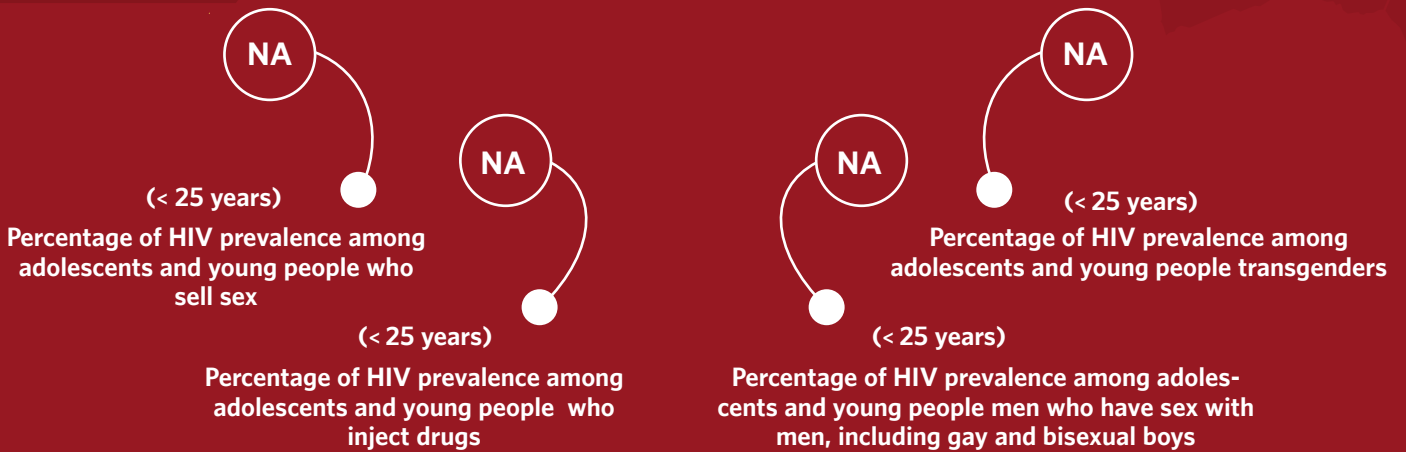 NA
(< 25 years)
Percentage of HIV prevalence among
adolescents and young people who
sell sex
NA
(< 25 years)
Percentage of HIV prevalence among
adolescents and young people who
inject drugs
NA
(< 25 years)
Percentage of HIV prevalence among adoles-
cents and young people men who have sex with
men, including gay and bisexual boys
NA
(< 25 years)
Percentage of HIV prevalence among
adolescents and young people transgenders